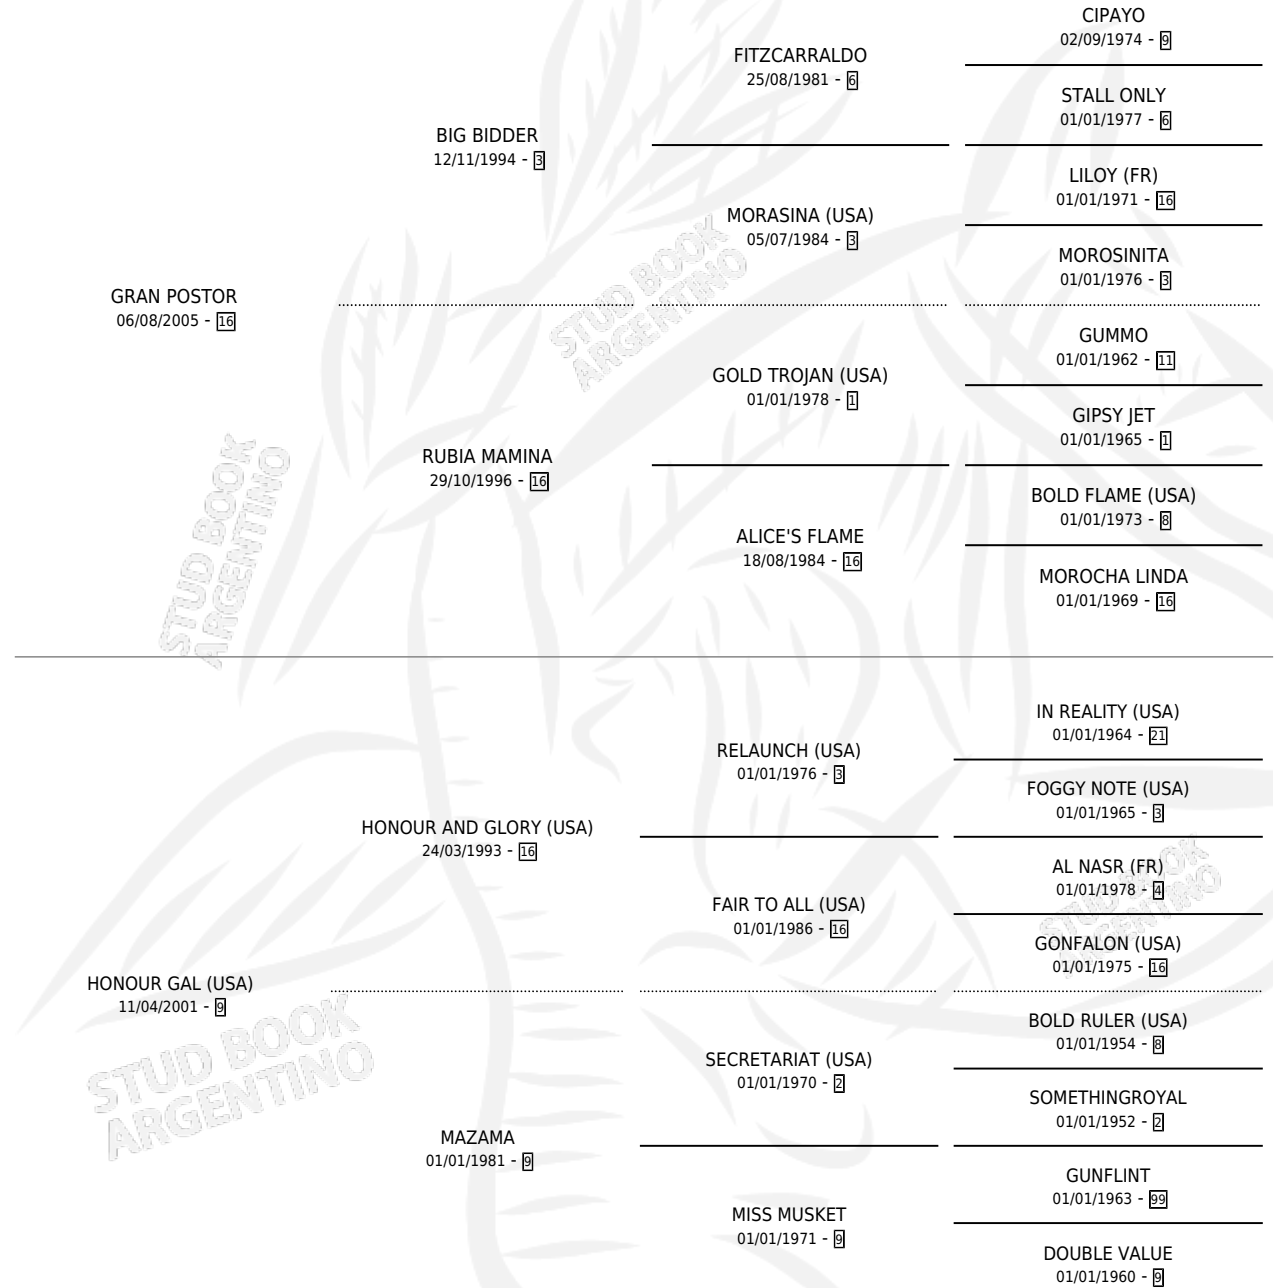 CIPAYO
02/09/1974 - 9
FITZCARRALDO
25/08/1981 - 6
STALL ONLY
01/01/1977 - 6
BIG BIDDER
12/11/1994 - 3
LILOY (FR)
01/01/1971 - 16
MORASINA (USA)
05/07/1984 - 3
MOROSINITA
01/01/1976 - 3
GRAN POSTOR
06/08/2005 - 16
GUMMO
01/01/1962 - 11
GOLD TROJAN (USA)
01/01/1978 - 1
GIPSY JET
01/01/1965 - 1
RUBIA MAMINA
29/10/1996 - 16
BOLD FLAME (USA)
01/01/1973 - 8
ALICE'S FLAME
18/08/1984 - 16
MOROCHA LINDA
01/01/1969 - 16
STUD BOOK
ARGENTINO
STUD BOOK
ARGENTINO
IN REALITY (USA)
01/01/1964 - 21
RELAUNCH (USA)
01/01/1976 - 3
FOGGY NOTE (USA)
01/01/1965 - 3
HONOUR AND GLORY (USA)
24/03/1993 - 16
AL NASR (FR)
01/01/1978 - 4
FAIR TO ALL (USA)
01/01/1986 - 16
GONFALON (USA)
01/01/1975 - 16
HONOUR GAL (USA)
11/04/2001 - 9
BOLD RULER (USA)
01/01/1954 - 8
SECRETARIAT (USA)
01/01/1970 - 2
SOMETHINGROYAL
01/01/1952 - 2
MAZAMA
01/01/1981 - 9
GUNFLINT
01/01/1963 - 99
MISS MUSKET
01/01/1971 - 9
DOUBLE VALUE
01/01/1960 - 9
STUD BOOK
ARGENTINO
STUD BOOK
ARGENTINO